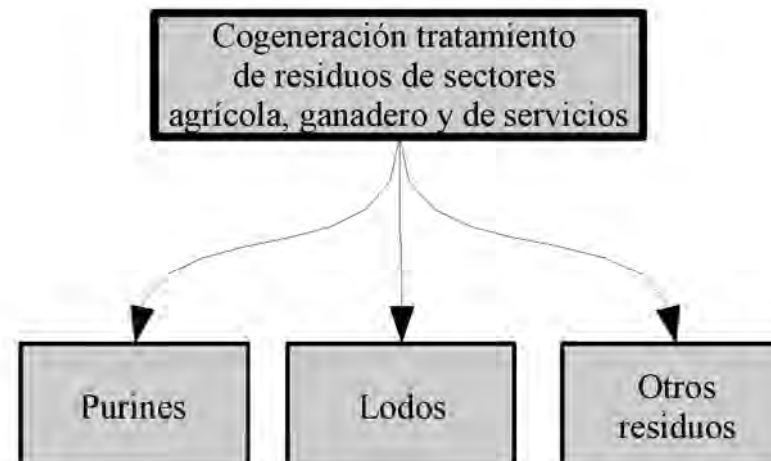 Cogeneración tratamiento
de residuos de sectores
agrícola, ganadero y de servicios
Purines
Lodos
Otros
residuos